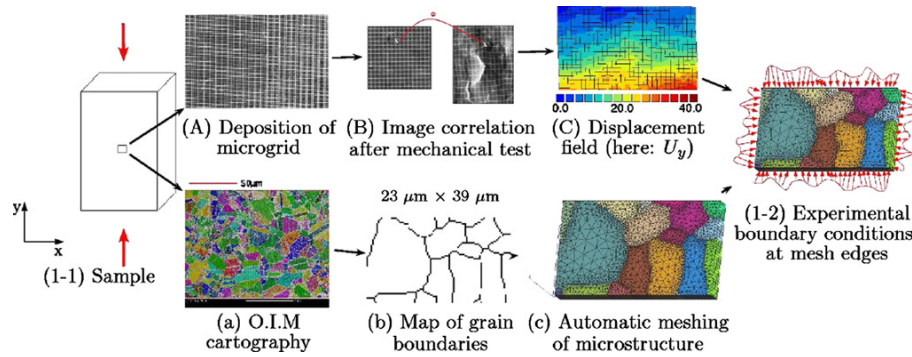 (A) Deposition of
microgrid
(B) Image correlation
after mechanical test
0.0 20.0 40.0
(C) Displacement
field (here: Uy)
y
x
(1-1) Sample
50μm
(a) O.I.M
cartography
23 μm × 39 μm
(b) Map of grain
boundaries
(c) Automatic meshing
of microstructure
(1-2) Experimental
boundary conditions
at mesh edges